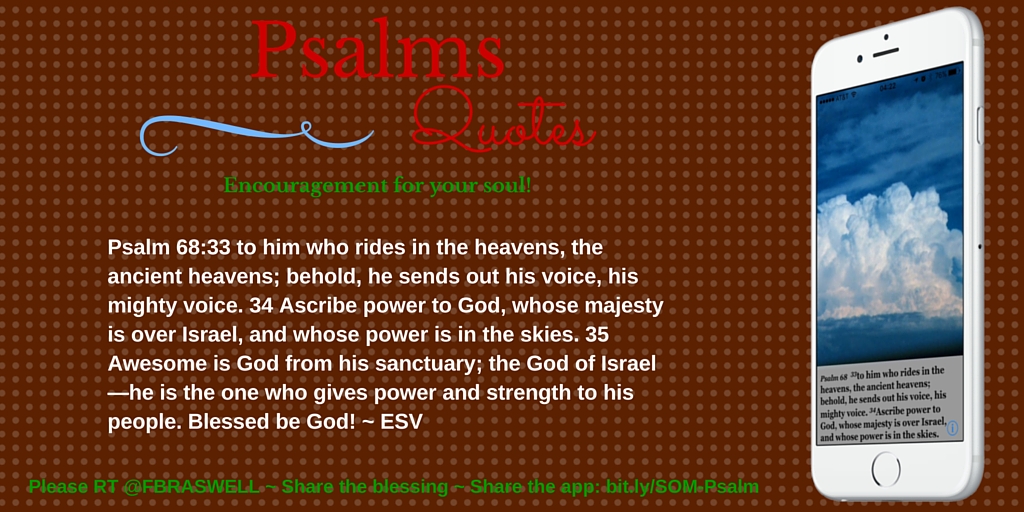 Psalms
Quotes
Encouragement for your soul!
Psalm 68:33 to him who rides in the heavens, the
ancient heavens; behold, he sends out his voice, his
mighty voice. 34 Ascribe power to God, whose majesty
is over Israel, and whose power is in the skies. 35
Awesome is God from his sanctuary; the God of Israel
—he is the one who gives power and strength to his
people. Blessed be God! ~ ESV
Please RT @FBRASWELL ~ Share the blessing ~ Share the app: bit.ly/SOM-Psalm
Psalm 68 33to him who rides in the
heavens, the ancient heavens;
behold, he sends out his voice, his
mighty voice. 34Ascribe power to
God, whose majesty is over Israel,
and whose power is in the skies.